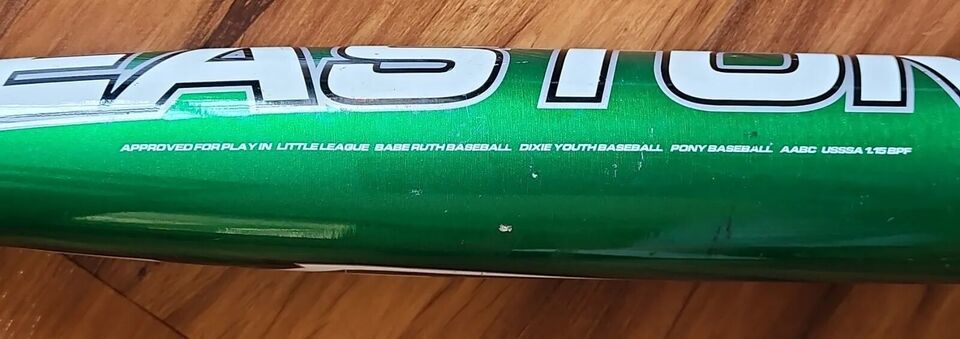 EASTON
APPROVED FOR PLAY IN LITTLE LEAGUE BABE RUTH BASEBALL DIXIE YOUTH BASEBALL PONY BASEBALL AABC USSSA 1.15 BPF